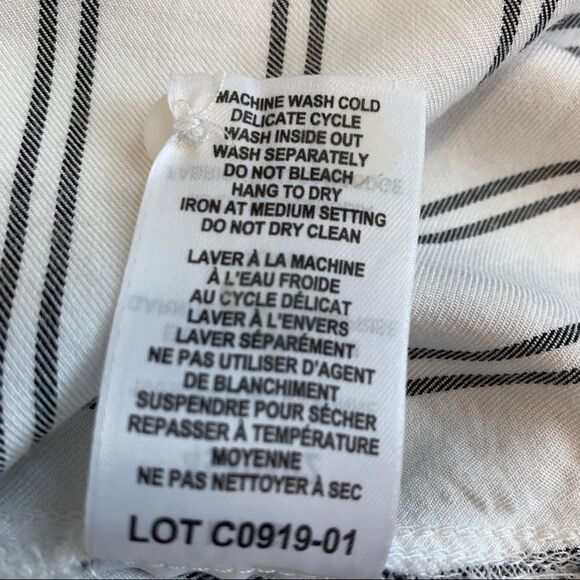 MACHINE WASH COLD
DELICATE CYCLE
WASH INSIDE OUT
WASH SEPARATELY
DO NOT BLEACH
HANG TO DRY
IRON AT MEDIUM SETTING
DO NOT DRY CLEAN
LAVER À LA MACHINE
À L'EAU FROIDE
AU CYCLE DÉLICAT
LAVER À L'ENVERS
LAVER SÉPARÉMENT
NE PAS UTILISER D'AGENT
DE BLANCHIMENT
SUSPENDRE POUR SÉCHER
REPASSER À TEMPÉRATURE
MOYENNE
NE PAS NETTOYER À SEC
LOT C0919-01